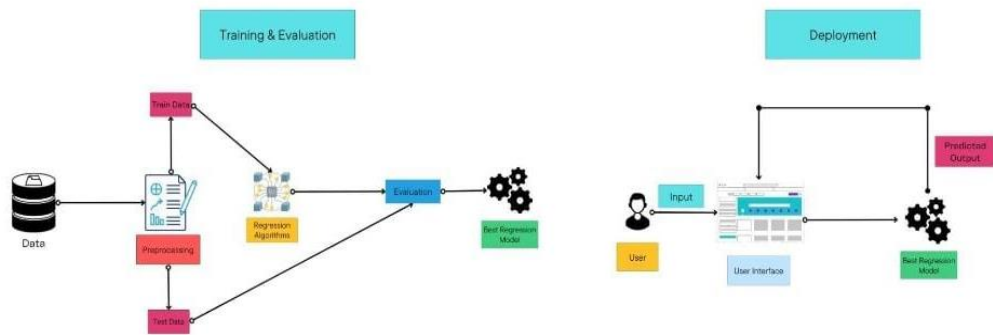 Training & Evaluation
Deployment
Train Data
Data
Preprocessing
Test Data
Regression
Algorithms
Evaluation
Best Regression
Model
Predicted
Output
Input
User
User Interface
Best Regression
Model